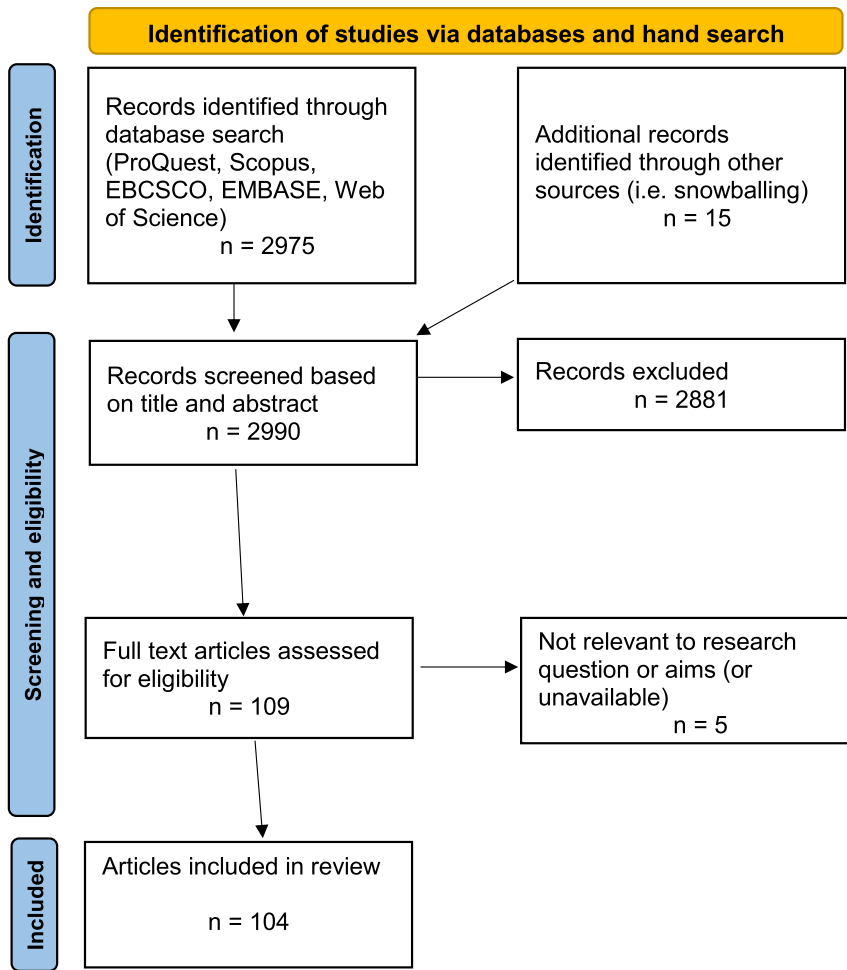 Identification of studies via databases and hand search
Identification
Records identified through
database search
(ProQuest, Scopus,
EBCSCO, EMBASE, Web
of Science)
n = 2975
Additional records
identified through other
sources (i.e. snowballing)
n = 15
Screening and eligibility
Records screened based
on title and abstract
n = 2990
Records excluded
n = 2881
Full text articles assessed
for eligibility
n = 109
Not relevant to research
question or aims (or
unavailable)
n = 5
Included
Articles included in review
n = 104